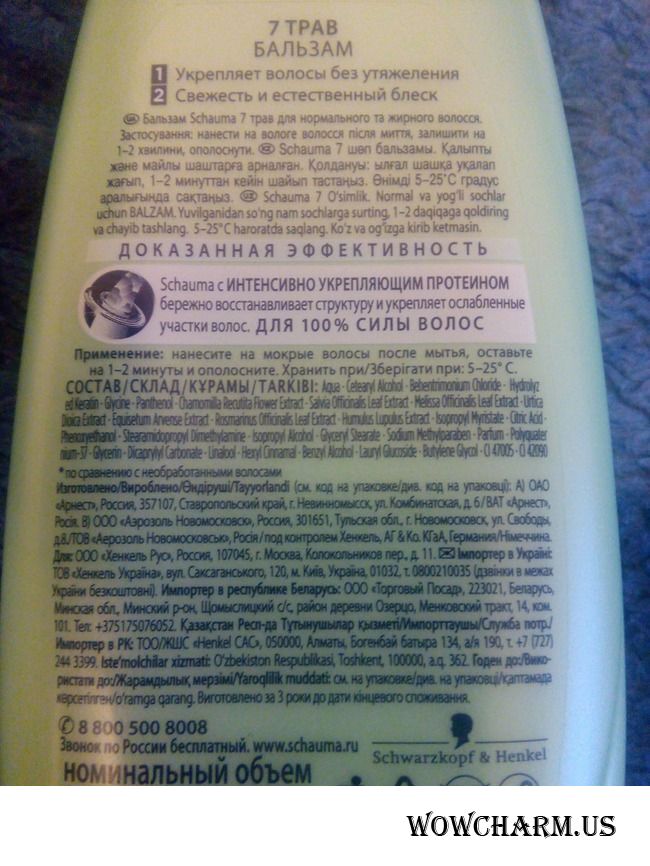 7 ТРАВ
БАЛЬЗАМ
1 Укрепляет волосы без утяжеления
2 Свежесть и естественный блеск
UA Бальзам Schauma 7 трав для нормального та жирного волосся.
Застосування: нанести на вологе волосся після миття, залишити на
1–2 хвилини, ополоснути. KZ Schauma 7 шөп бальзамы. Қалыпты
және майлы шаштарға арналған. Қолдануы: ылғал шашқа уқалап
жағып, 1–2 минуттан кейін шайып тастаңыз. Өнімді 5–25°C градус
аралығында сақтаңыз. UZ Schauma 7 O'simlik. Normal va yog'li sochlar
uchun BALZAM. Yuvilganidan so'ng nam sochlarga surting, 1–2 daqiqaga qoldiring
va chayib tashlang. 5–25°C haroratda saqlang. Ko'z va og'izga kirib ketmasin.
ДОКАЗАННАЯ ЭФФЕКТИВНОСТЬ
Schauma с ИНТЕНСИВНО УКРЕПЛЯЮЩИМ ПРОТЕИНОМ
бережно восстанавливает структуру и укрепляет ослабленные
участки волос. ДЛЯ 100% СИЛЫ ВОЛОС
Применение: нанесите на мокрые волосы после мытья, оставьте
на 1–2 минуты и ополосните. Хранить при/Зберігати при: 5–25° C.
СОСТАВ/СКЛАД/ҚҰРАМЫ/TARKIBI: Aqua · Cetearyl Alcohol · Behentrimonium Chloride · Hydrolyz
ed Keratin · Glycine · Panthenol · Chamomilla Recutita Flower Extract · Salvia Officinalis Leaf Extract · Melissa Officinalis Leaf Extract · Urtica
Dioica Extract · Equisetum Arvense Extract · Rosmarinus Officinalis Leaf Extract · Humulus Lupulus Extract · Isopropyl Myristate · Citric Acid ·
Phenoxyethanol · Stearamidopropyl Dimethylamine · Isopropyl Alcohol · Glyceryl Stearate · Sodium Methylparaben · Parfum · Polyquater
nium-37 · Glycerin · Dicaprylyl Carbonate · Linalool · Hexyl Cinnamal · Benzyl Alcohol · Lauryl Glucoside · Butylene Glycol · CI 47005 · CI 42090
*по сравнению с необработанными волосами
Изготовлено/Вироблено/Өндіруші/Tayyorlandi (см. код на упаковке/див. код на упаковці): А) ОАО
«Арнест», Россия, 357107, Ставропольский край, г. Невинномысск, ул. Комбинатская, д. 6/ВАТ «Арнест»,
Росія. В) ООО «Аэрозоль Новомосковск», Россия, 301651, Тульская обл., г. Новомосковск, ул. Свободы,
д.8./ТОВ «Аерозоль Новомосковськ», Росія/под контролем Хенкель, АГ & Ко. КГаА, Германия/Німеччина.
Для: ООО «Хенкель Рус», Россия, 107045, г. Москва, Колокольников пер., д. 11. Імпортер в Україні:
ТОВ «Хенкель Україна», вул. Саксаганського, 120, м. Київ, Україна, 01032, т. 0800210035 (дзвінки в межах
України безкоштовні). Импортер в республике Беларусь: ООО «Торговый Посад», 223021, Беларусь,
Минская обл., Минский р-он, Щомыслицкий с/с, район деревни Озерцо, Менковский тракт, 14, ком.
101. Тел: +375175076052. Қазақстан Респ-да Тұтынушылар қызметі/Импорттаушы/Служба потр./
Импортер в РК: ТОО/ЖШС «Henkel САС», 050000, Алматы, Богенбай батыра 134, а/я 190, т. +7 (727)
244 3399. Iste'molchilar xizmati: O'zbekiston Respublikasi, Toshkent, 100000, a.q. 362. Годен до:/Вико-
ристати до:/Жарамдылық мерзімі/Yaroqlilik muddati: см. на упаковке/див. на упаковці/қаптамада
көрсетілген/o'ramga qarang. Виготовлено за 3 роки до дати кінцевого споживання.
8 800 500 8008
Звонок по России бесплатный. www.schauma.ru
Schwarzkopf & Henkel
номинальный объем
WOWCHARM.US